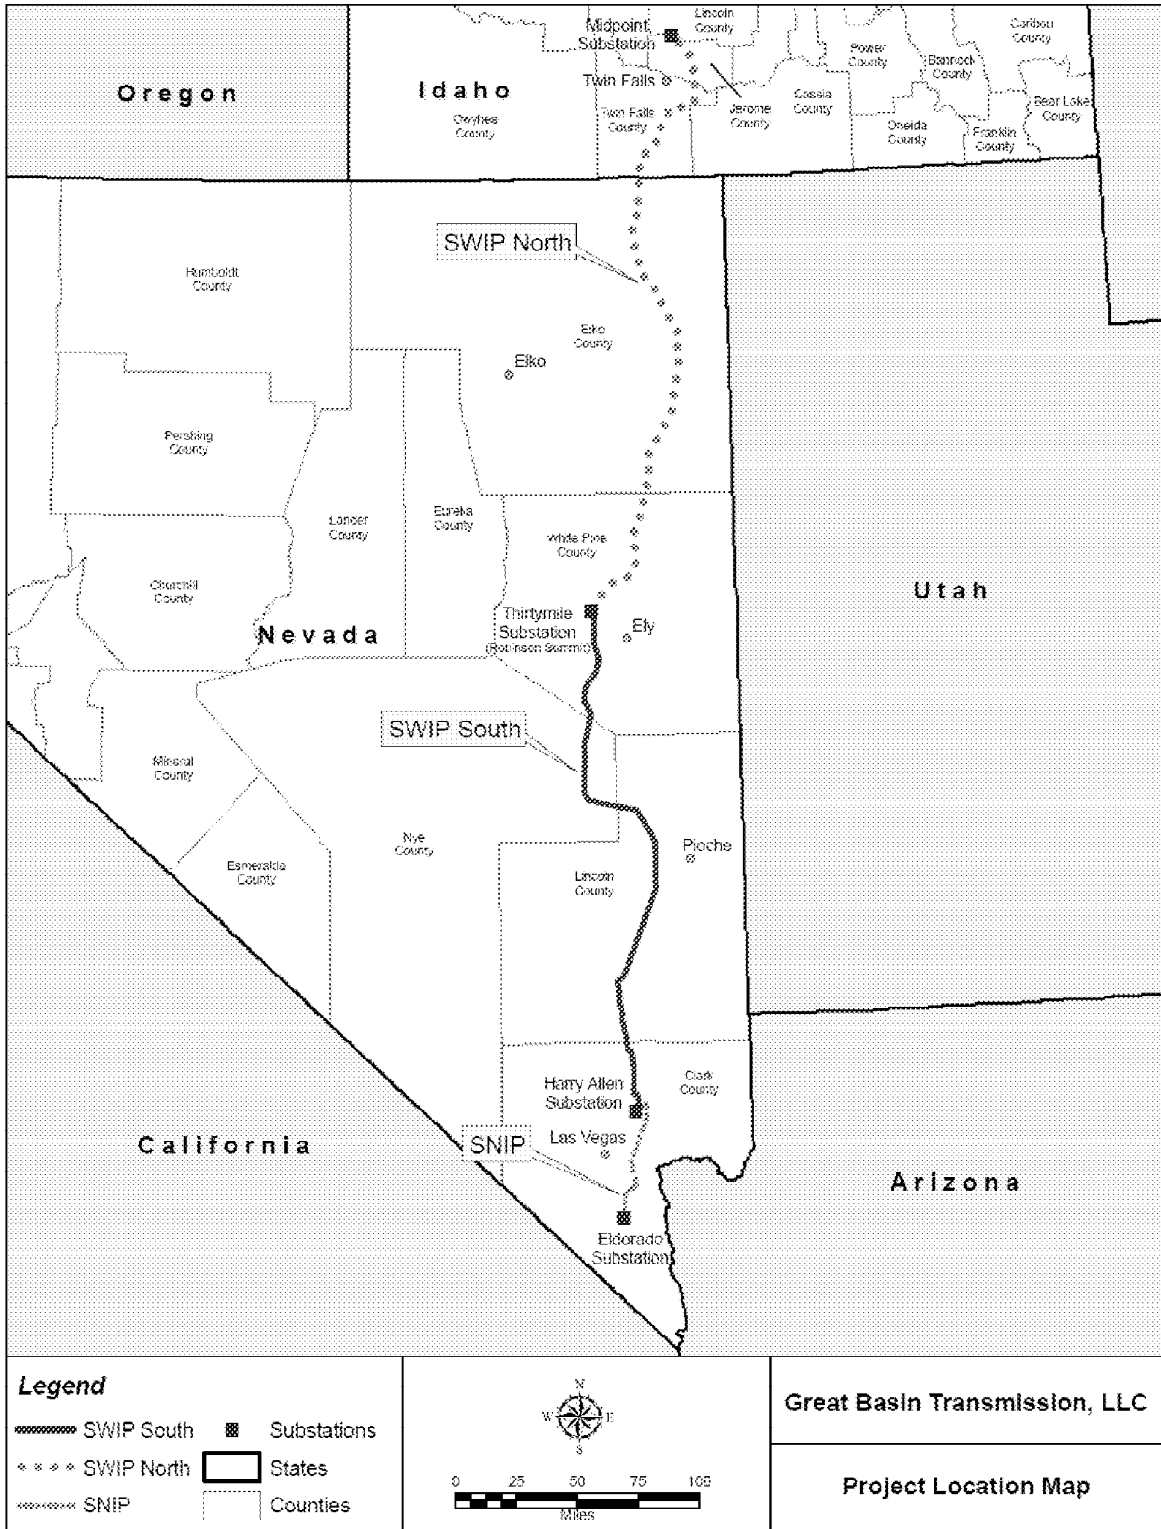 Lincoln
County
Caribou
County
Midpoint
Substation
Power
County
Bannock
County
Oregon
Idaho
Twin Falls
Owyhee
County
Twin Falls
County
Jerome
County
Cassia
County
Oneida
County
Franklin
County
Bear Lake
County
SWIP North
Humboldt
County
Elko
County
Elko
Pershing
County
Lander
County
Eureka
County
White Pine
County
Churchill
County
Utah
Nevada
Thirtymile
Substation
(Robinson Summit)
Ely
SWIP South
Mineral
County
Nye
County
Pioche
Esmeralda
County
Lincoln
County
Harry Allen
Substation
Clark
County
California
SNIP
Las Vegas
Arizona
Eldorado
Substation
Legend
SWIP South
Substations
SWIP North
States
SNIP
Counties
N
W E
S
0 25 50 75 100
Miles
Great Basin Transmission, LLC
Project Location Map